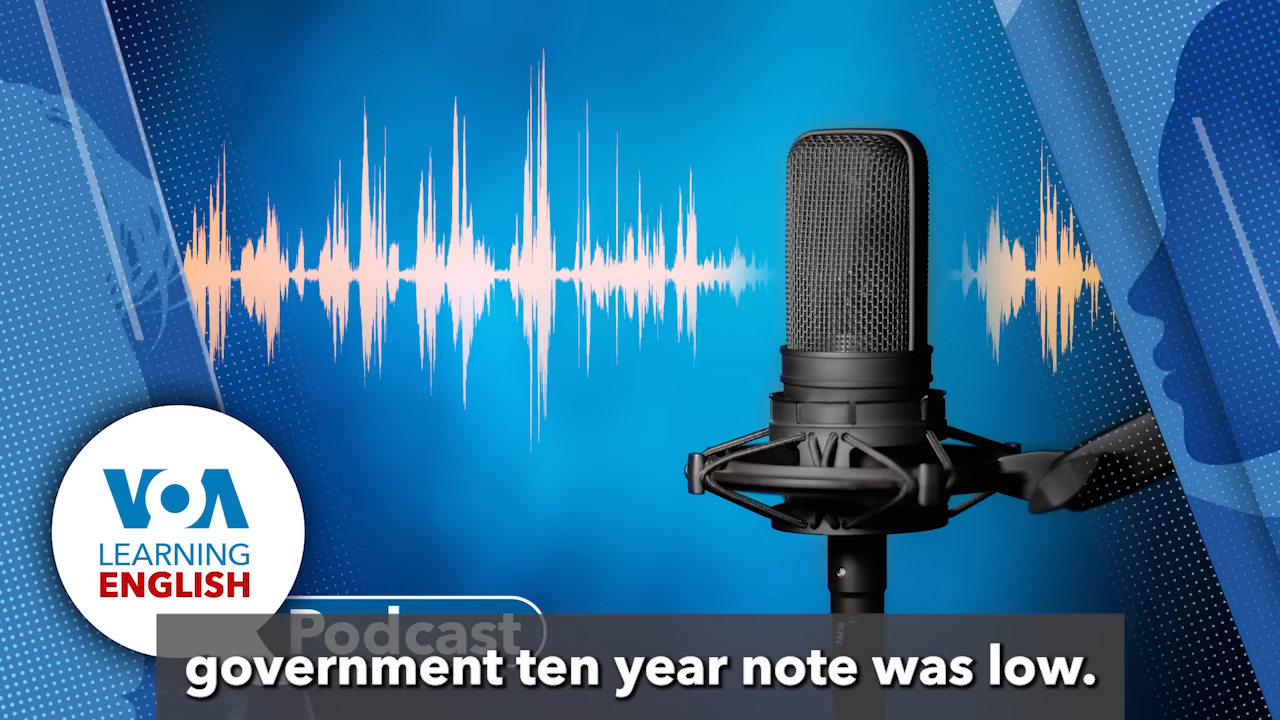 VOA
LEARNING
ENGLISH
Podcast
government ten year note was low.